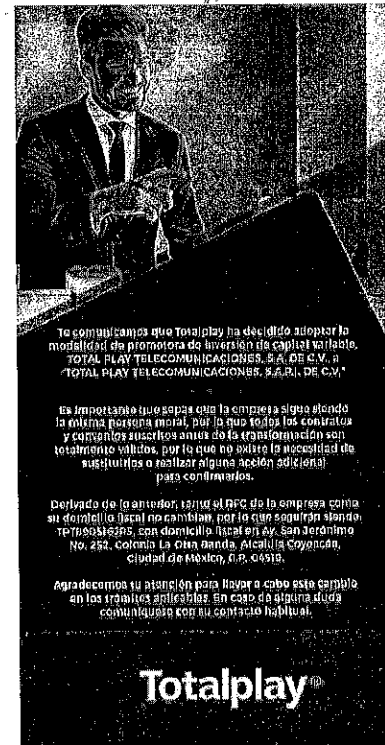 Te comunicamos que Totalplay ha decidido adoptar la
modalidad de promotora de inversión de capital variable,
TOTAL PLAY TELECOMUNICACIONES, S.A. DE C.V., a
"TOTAL PLAY TELECOMUNICACIONES, S.A.P.I. DE C.V."
Es importante que sepas que la empresa sigue siendo
la misma persona moral, por lo que todos los contratos
y convenios suscritos antes de la transformación son
totalmente válidos, por lo que no existe la necesidad de
sustituirlos o realizar alguna acción adicional
para confirmarlos.
Derivado de lo anterior, tanto el RFC de la empresa como
su domicilio fiscal no cambian, por lo que seguirán siendo
con domicilio fiscal en Av. San Jerónimo
No. 252, Colonia La Otra Banda, Alcaldía Coyoacán,
Ciudad de México, C.P. 04519.
Agradecemos tu atención para llevar a cabo este cambio
en los trámites aplicables. En caso de alguna duda
comuníquese con su contacto habitual.
Totalplay